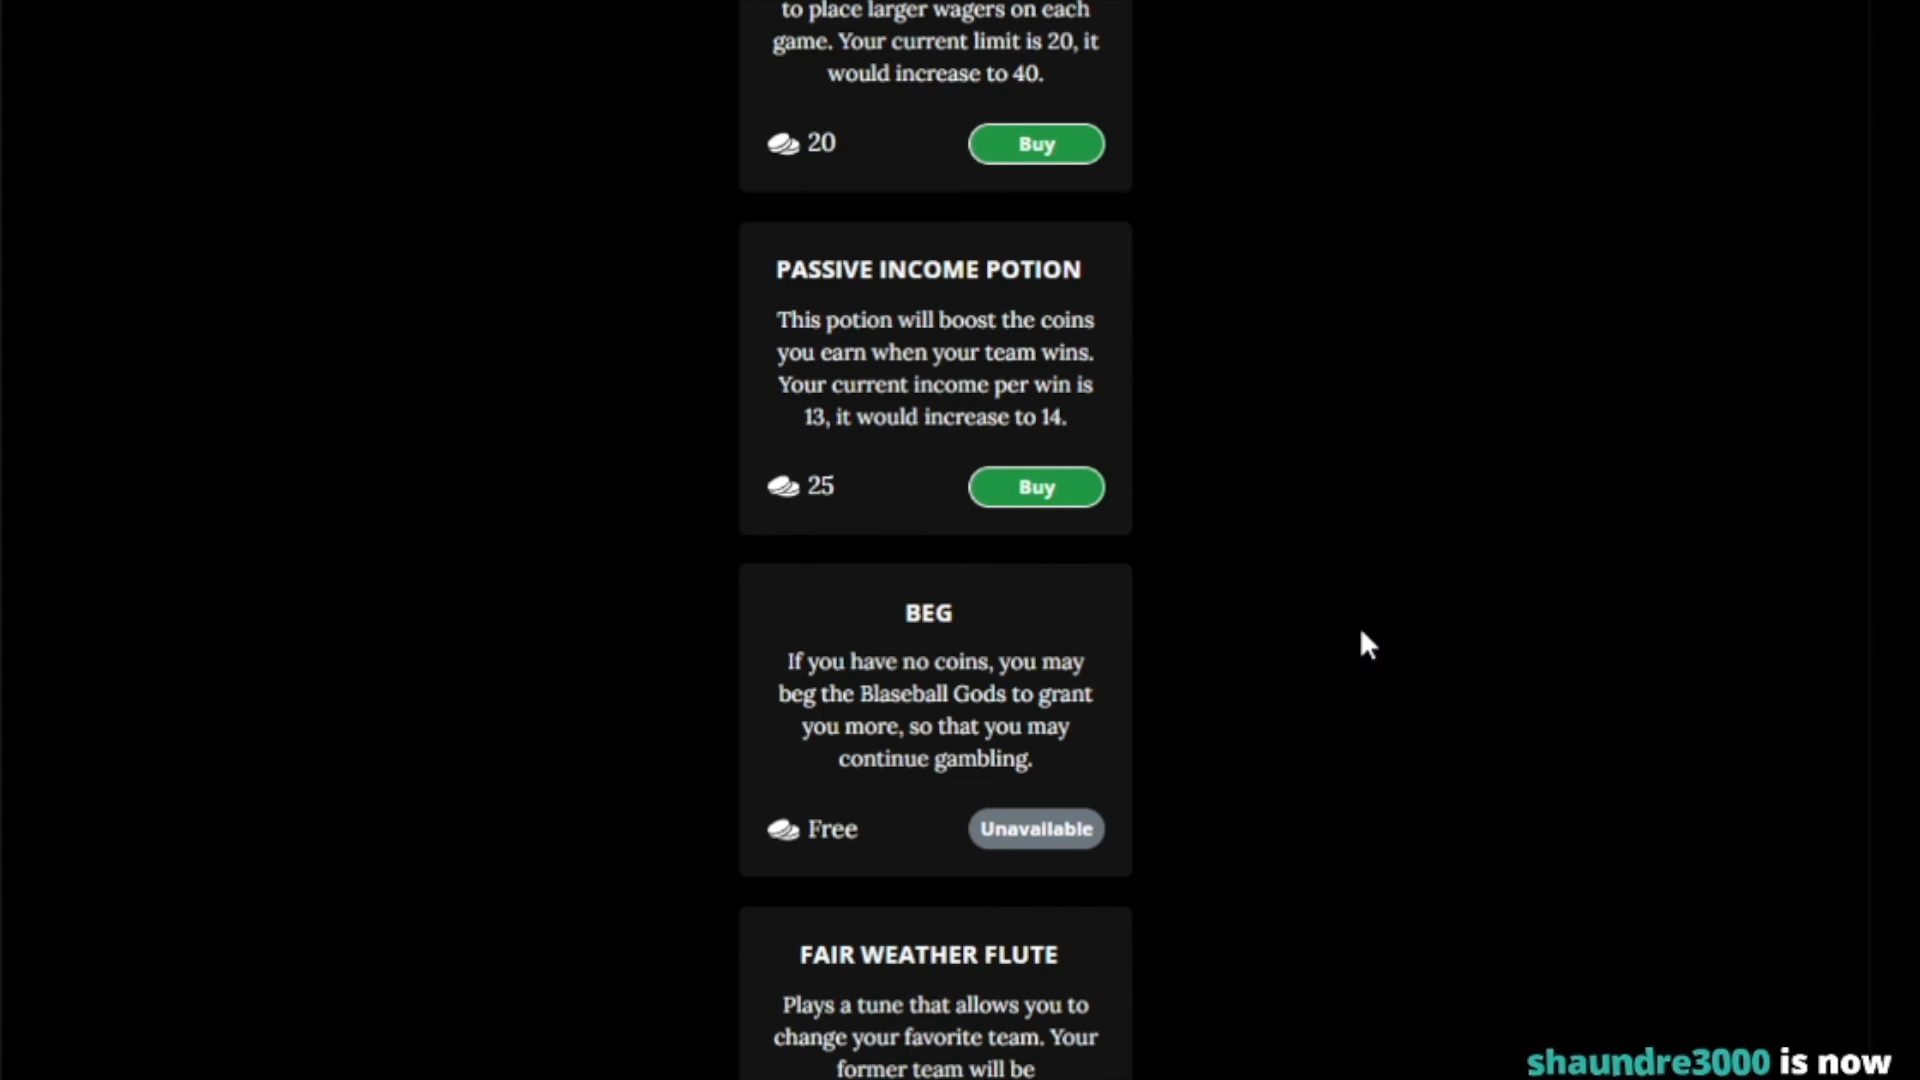 to place larger wagers on each
game. Your current limit is 20, it
would increase to 40.
20
Buy
PASSIVE INCOME POTION
This potion will boost the coins
you earn when your team wins.
Your current income per win is
13, it would increase to 14.
25
Buy
BEG
If you have no coins, you may
beg the Blaseball Gods to grant
you more, so that you may
continue gambling.
Free
Unavailable
FAIR WEATHER FLUTE
Plays a tune that allows you to
change your favorite team. Your
former team will be
shaundre3000 is now